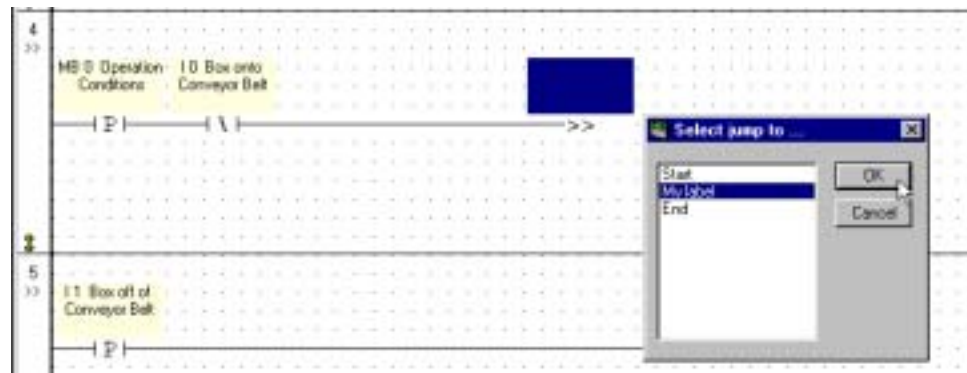 4
>>
MB 0 Operation Conditions
I 0 Box onto Conveyor Belt
P
>>
Select jump to ...
Start
My label
End
OK
Cancel
5
>>
I 1 Box off of Conveyor Belt
P